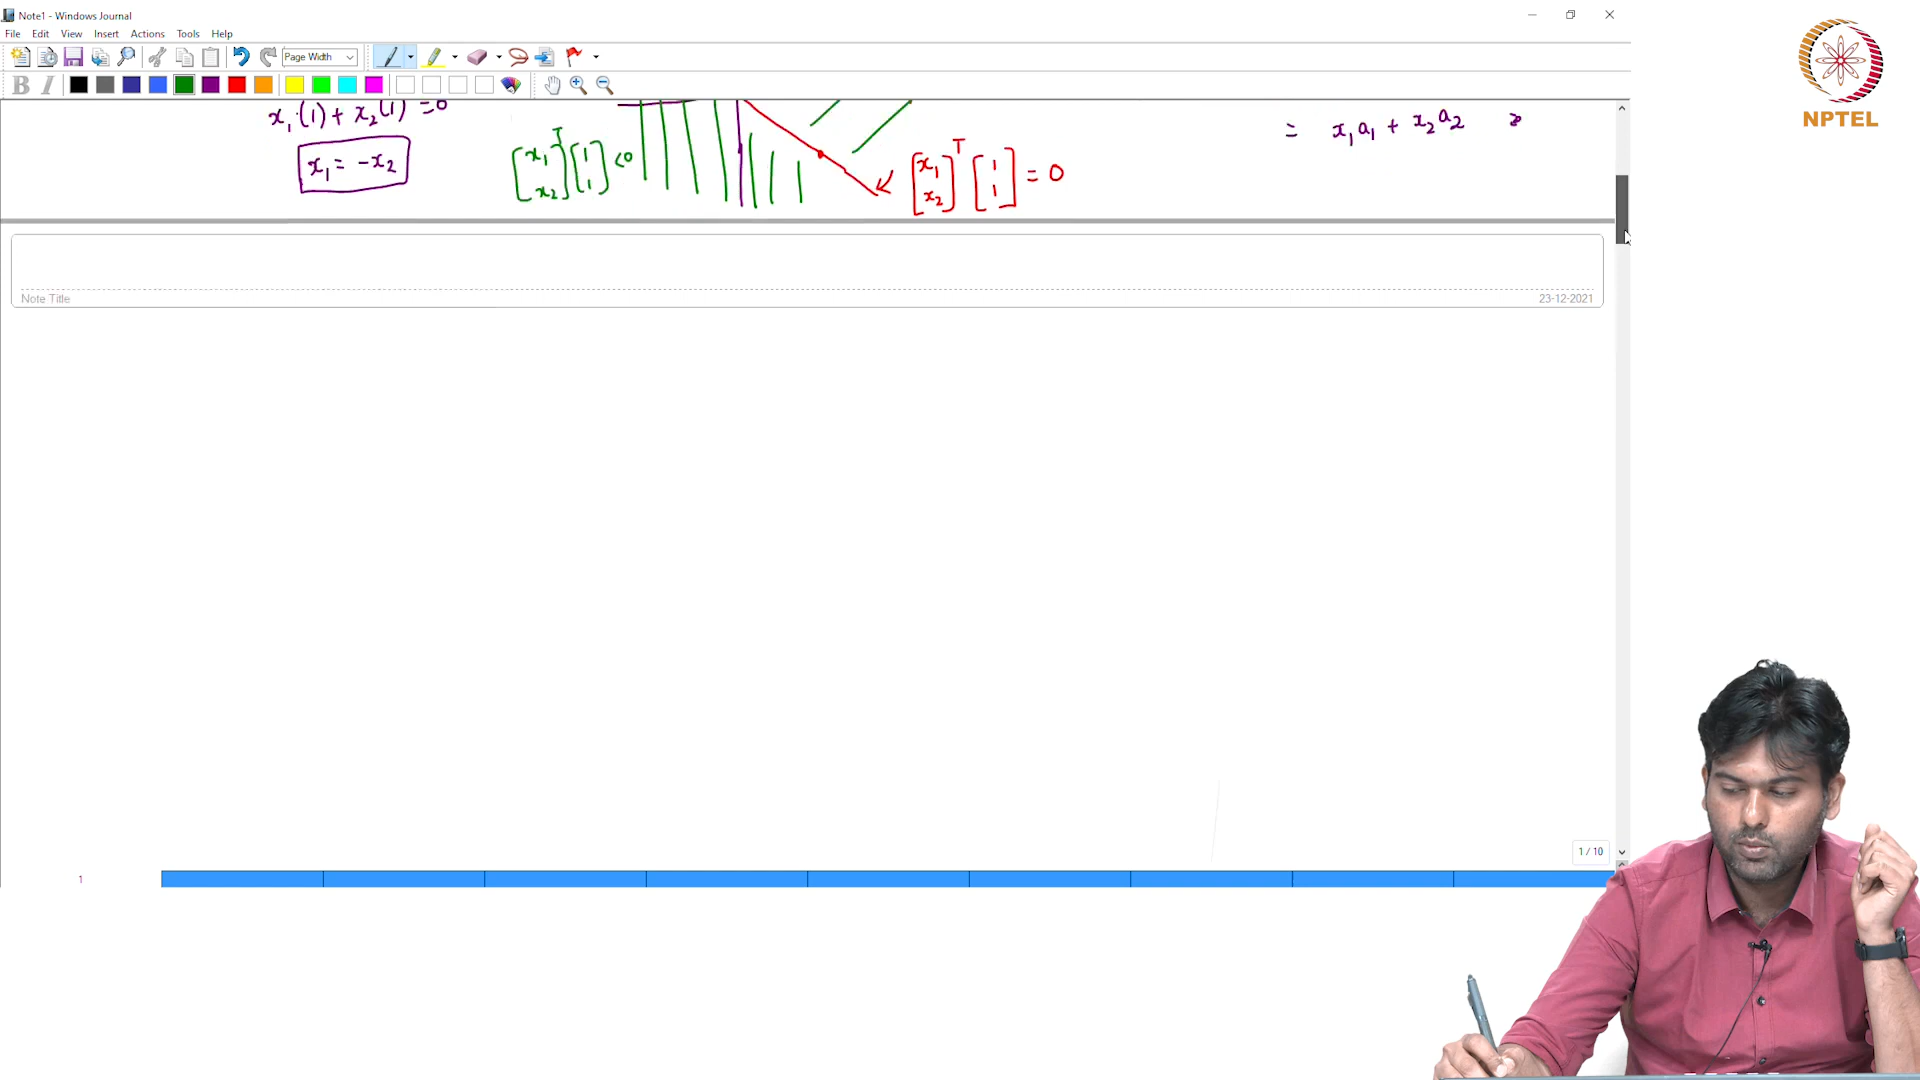 Note1 - Windows Journal
File Edit View Insert Actions Tools Help
Page Width
B I
x₁·(1) + x₂(1) = 0
x₁ = -x₂
[x₁ x₂]ᵀ [1 1] < 0
[x₁ x₂]ᵀ [1 1] = 0
= x₁a₁ + x₂a₂
Note Title
23-12-2021
1 / 10
1
NPTEL